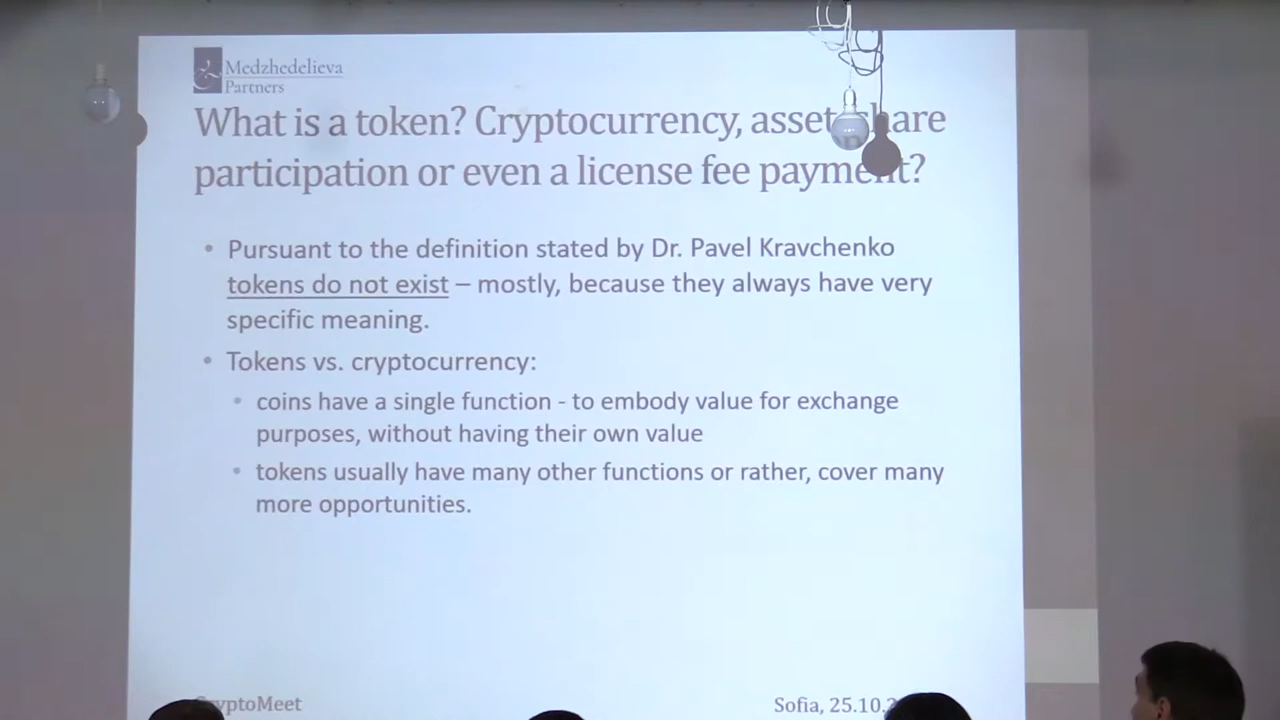 Medzhedelieva
Partners
What is a token? Cryptocurrency, asset, share
participation or even a license fee payment?
• Pursuant to the definition stated by Dr. Pavel Kravchenko
tokens do not exist – mostly, because they always have very
specific meaning.
• Tokens vs. cryptocurrency:
• coins have a single function - to embody value for exchange
purposes, without having their own value
• tokens usually have many other functions or rather, cover many
more opportunities.
CryptoMeet
Sofia, 25.10.